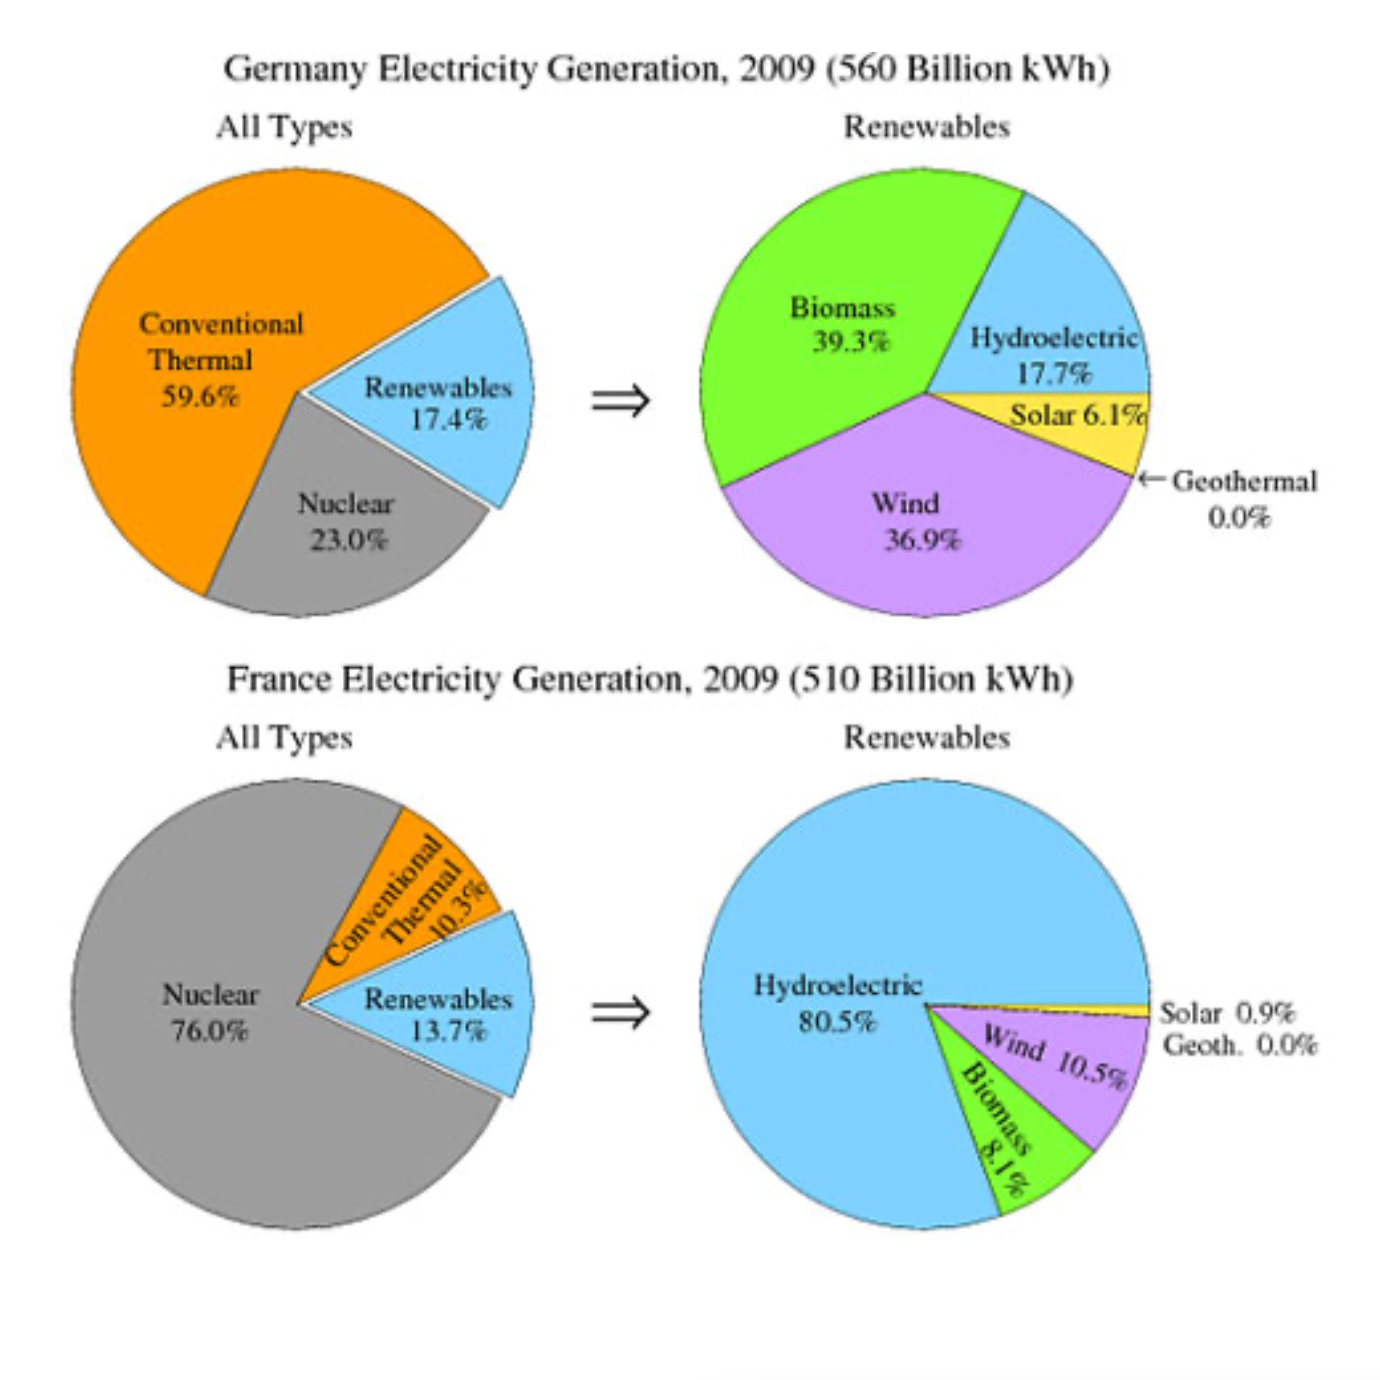 Germany Electricity Generation, 2009 (560 Billion kWh)
All Types
Renewables
Conventional
Thermal
59.6%
Renewables
17.4%
Nuclear
23.0%
⇒
Biomass
39.3%
Hydroelectric
17.7%
Solar 6.1%
← Geothermal
0.0%
Wind
36.9%
France Electricity Generation, 2009 (510 Billion kWh)
All Types
Renewables
Conventional
Thermal
10.3%
Nuclear
76.0%
Renewables
13.7%
⇒
Hydroelectric
80.5%
Solar 0.9%
Geoth. 0.0%
Wind 10.5%
Biomass
8.1%